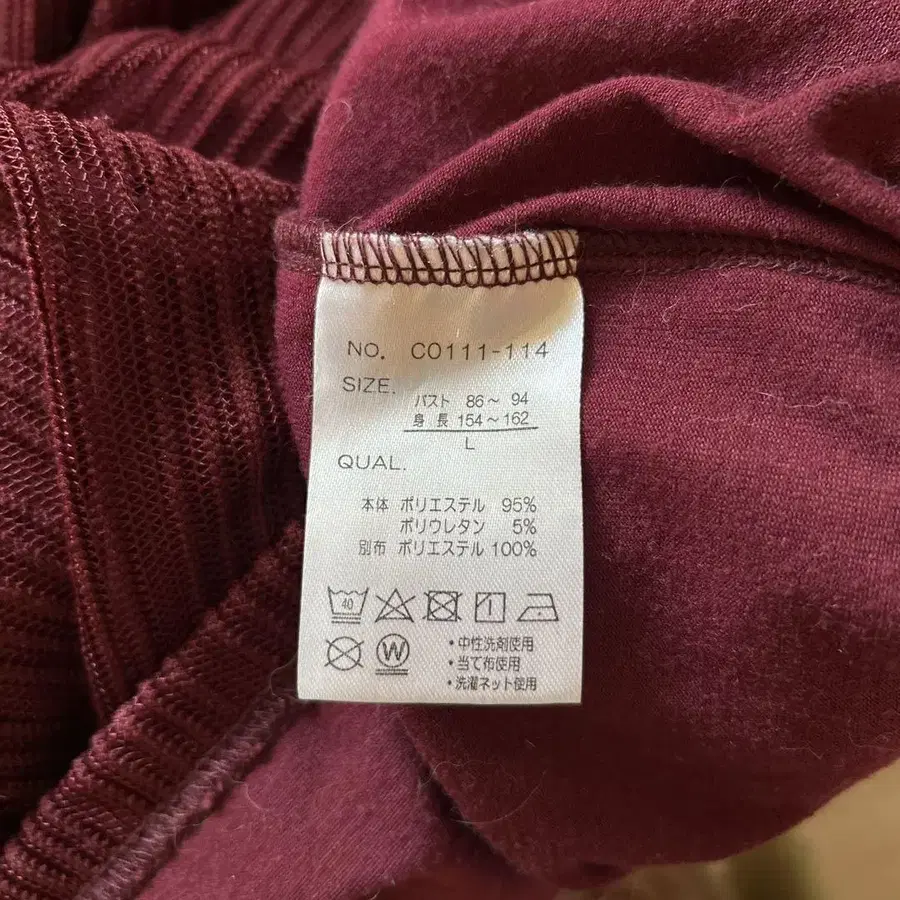 NO. C0111-114
SIZE.
バスト 86～ 94
身 長 154～162
L
QUAL.
本体 ポリエステル 95%
ポリウレタン 5%
別布 ポリエステル 100%
40
W
・中性洗剤使用
・当て布使用
・洗濯ネット使用